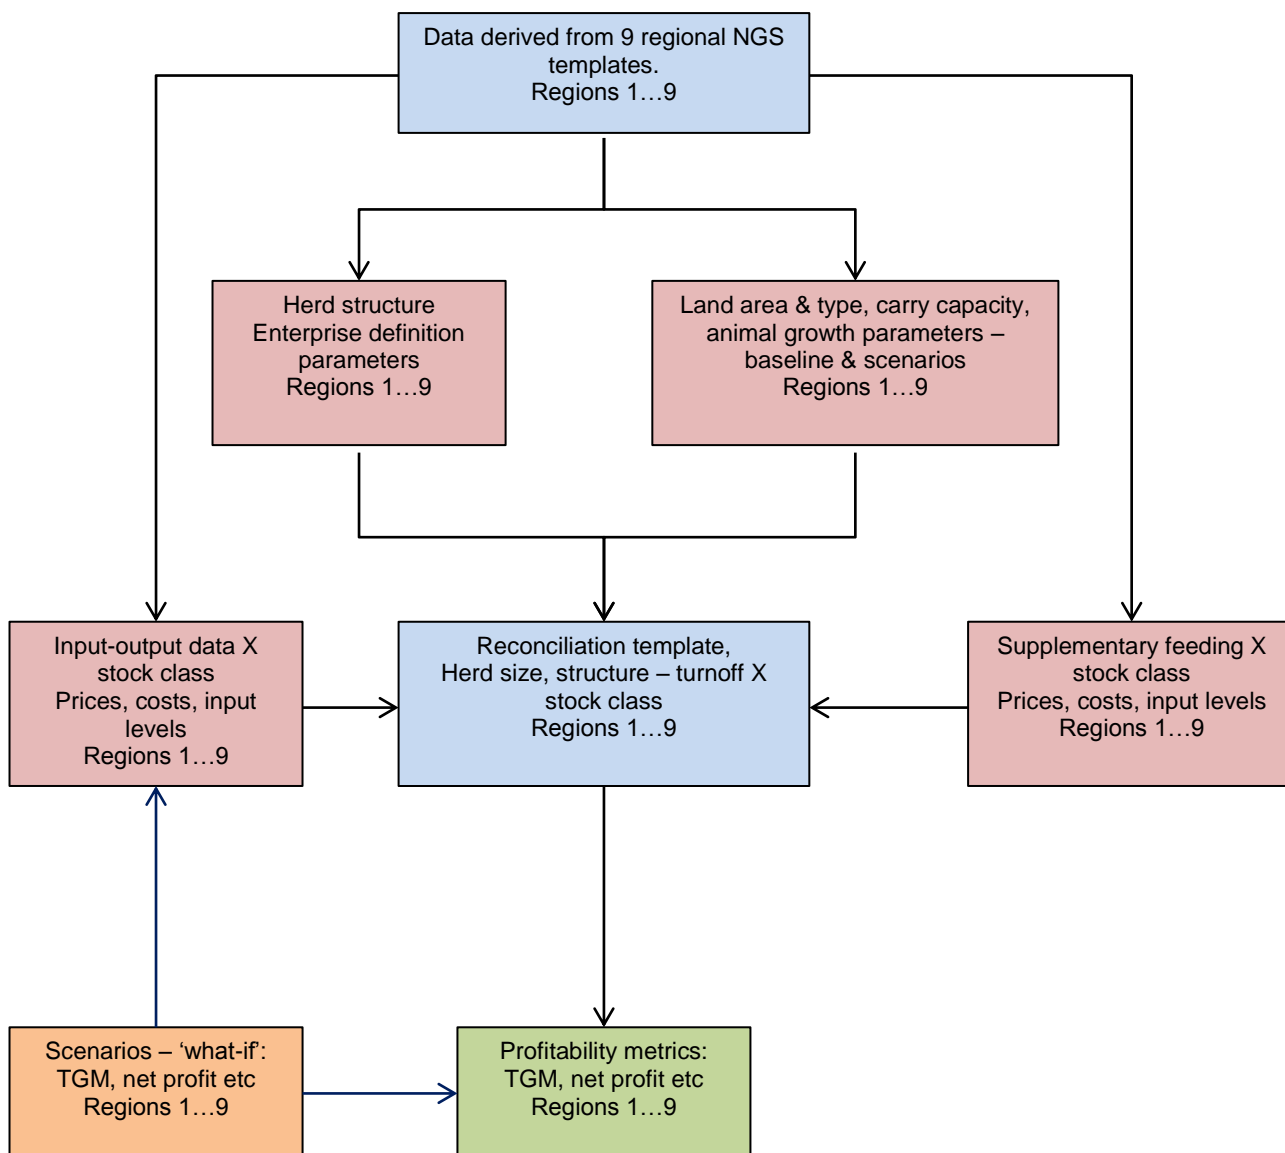 Data derived from 9 regional NGS
templates.
Regions 1…9
Herd structure
Enterprise definition
parameters
Regions 1…9
Land area & type, carry capacity,
animal growth parameters –
baseline & scenarios
Regions 1…9
Input-output data X
stock class
Prices, costs, input
levels
Regions 1…9
Reconciliation template,
Herd size, structure – turnoff X
stock class
Regions 1…9
Supplementary feeding X
stock class
Prices, costs, input levels
Regions 1…9
Scenarios – ‘what-if’:
TGM, net profit etc
Regions 1…9
Profitability metrics:
TGM, net profit etc
Regions 1…9